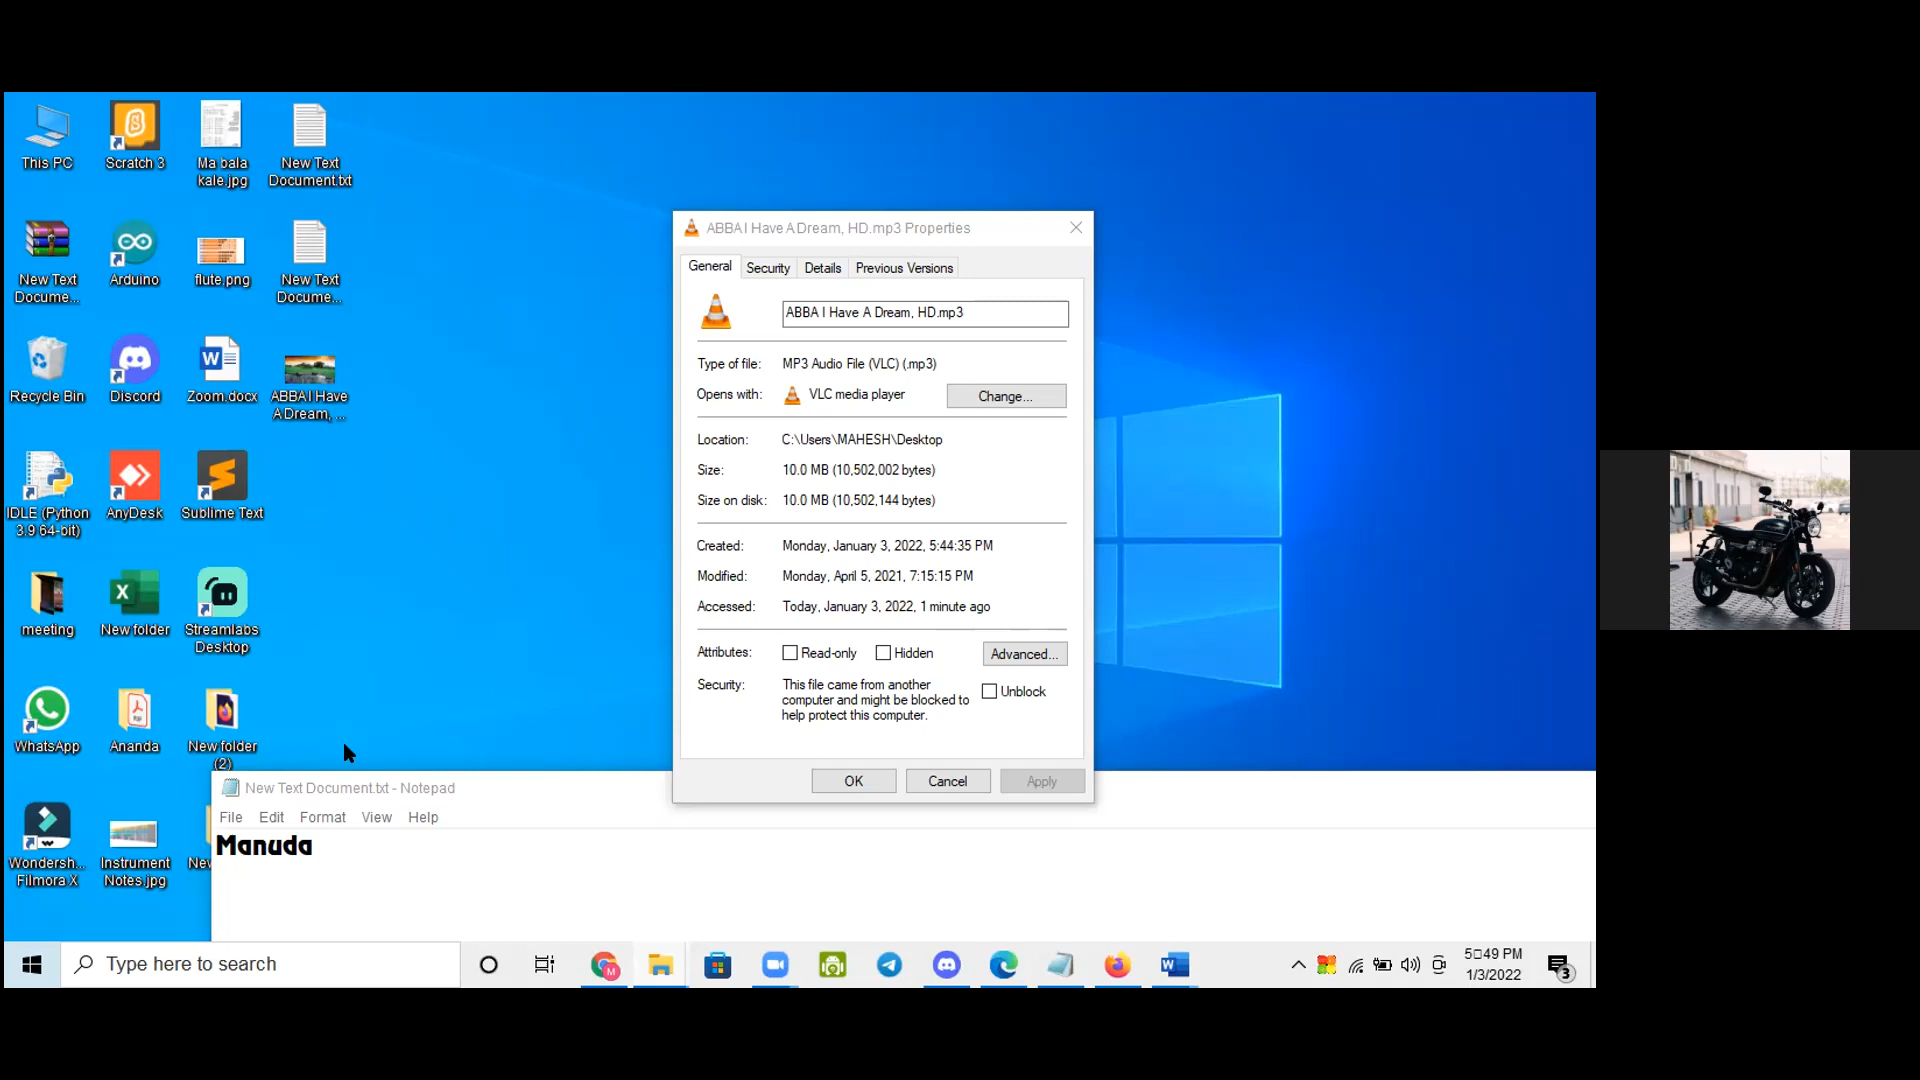 This PC
Scratch 3
Ma bala
kale.jpg
New Text
Document.txt
New Text
Docume...
Arduino
flute.png
New Text
Docume...
Recycle Bin
Discord
Zoom.docx
ABBA I Have
A Dream, ...
IDLE (Python
3.9 64-bit)
AnyDesk
Sublime Text
meeting
New folder
Streamlabs
Desktop
WhatsApp
Ananda
New folder
(2)
Wondersh...
Filmora X
Instrument
Notes.jpg
New
ABBA I Have A Dream, HD.mp3 Properties
General
Security
Details
Previous Versions
ABBA I Have A Dream, HD.mp3
Type of file: MP3 Audio File (VLC) (.mp3)
Opens with: VLC media player
Change...
Location: C:\Users\MAHESH\Desktop
Size: 10.0 MB (10,502,002 bytes)
Size on disk: 10.0 MB (10,502,144 bytes)
Created: Monday, January 3, 2022, 5:44:35 PM
Modified: Monday, April 5, 2021, 7:15:15 PM
Accessed: Today, January 3, 2022, 1 minute ago
Attributes: Read-only Hidden
Advanced...
Security: This file came from another
computer and might be blocked to
help protect this computer.
Unblock
OK Cancel Apply
New Text Document.txt - Notepad
File Edit Format View Help
Manuda
Type here to search
5□49 PM
1/3/2022
3